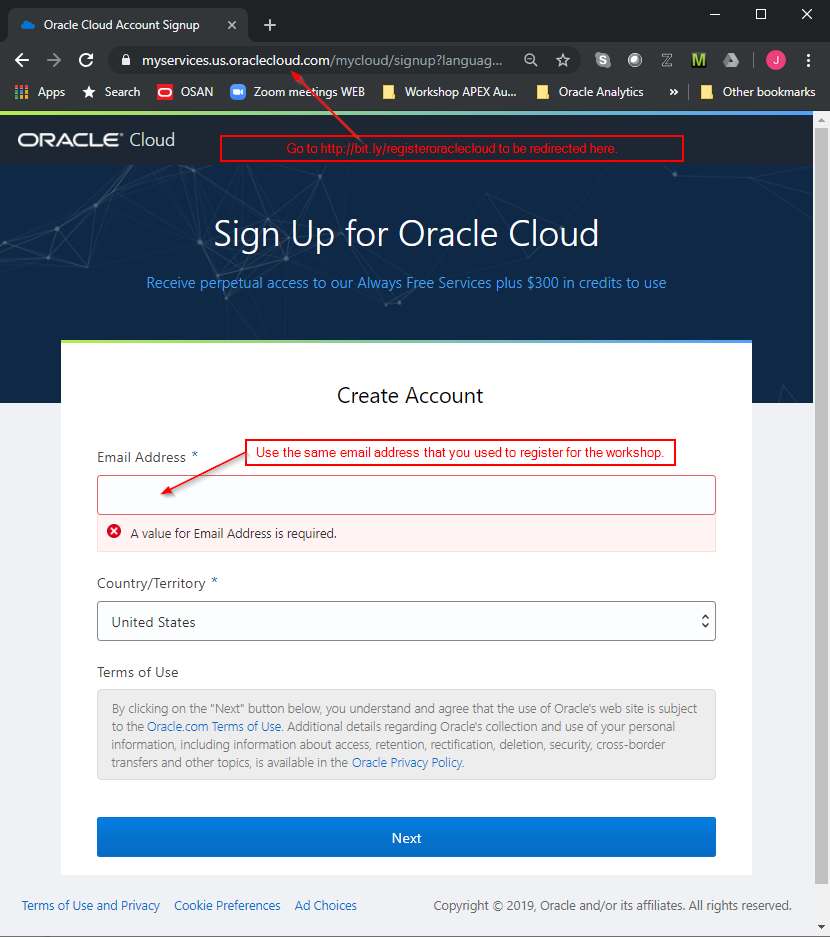 Oracle Cloud Account Signup
myservices.us.oraclecloud.com/mycloud/signup?languag...
S Z M J
Apps Search OSAN Zoom meetings WEB Workshop APEX Au... Oracle Analytics » Other bookmarks
ORACLE® Cloud
Go to http://bit.ly/registeroraclecloud to be redirected here.
Sign Up for Oracle Cloud
Receive perpetual access to our Always Free Services plus $300 in credits to use
Create Account
Email Address *
Use the same email address that you used to register for the workshop.
A value for Email Address is required.
Country/Territory *
United States
Terms of Use
By clicking on the "Next" button below, you understand and agree that the use of Oracle's web site is subject
to the Oracle.com Terms of Use. Additional details regarding Oracle's collection and use of your personal
information, including information about access, retention, rectification, deletion, security, cross-border
transfers and other topics, is available in the Oracle Privacy Policy.
Next
Terms of Use and Privacy Cookie Preferences Ad Choices Copyright © 2019, Oracle and/or its affiliates. All rights reserved.